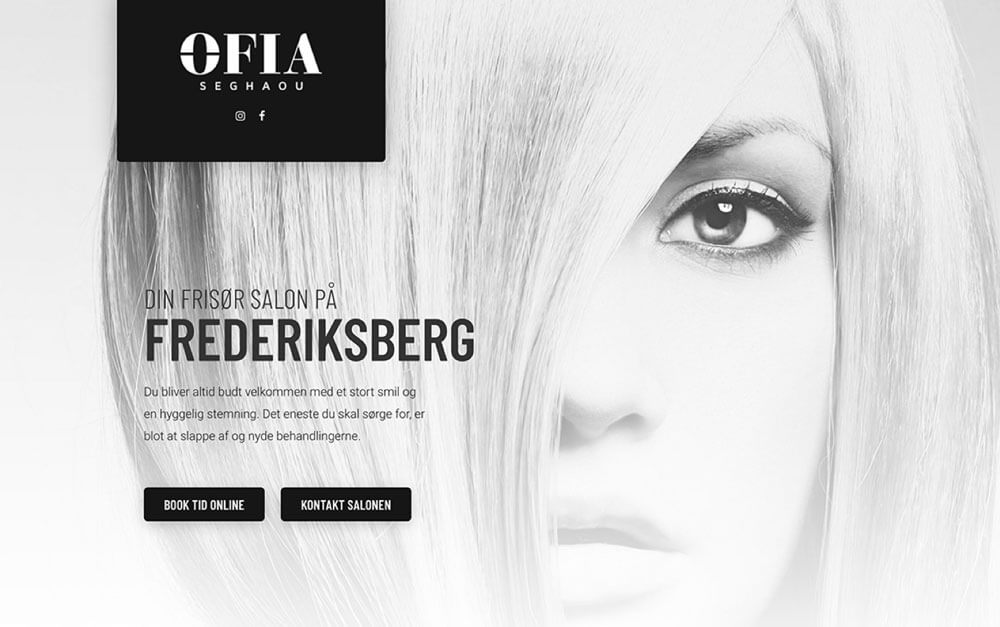 OFIA
SEGHAOU
DIN FRISØR SALON PÅ
FREDERIKSBERG
Du bliver altid budt velkommen med et stort smil og
en hyggelig stemning. Det eneste du skal sørge for, er
blot at slappe af og nyde behandlingerne.
BOOK TID ONLINE
KONTAKT SALONEN